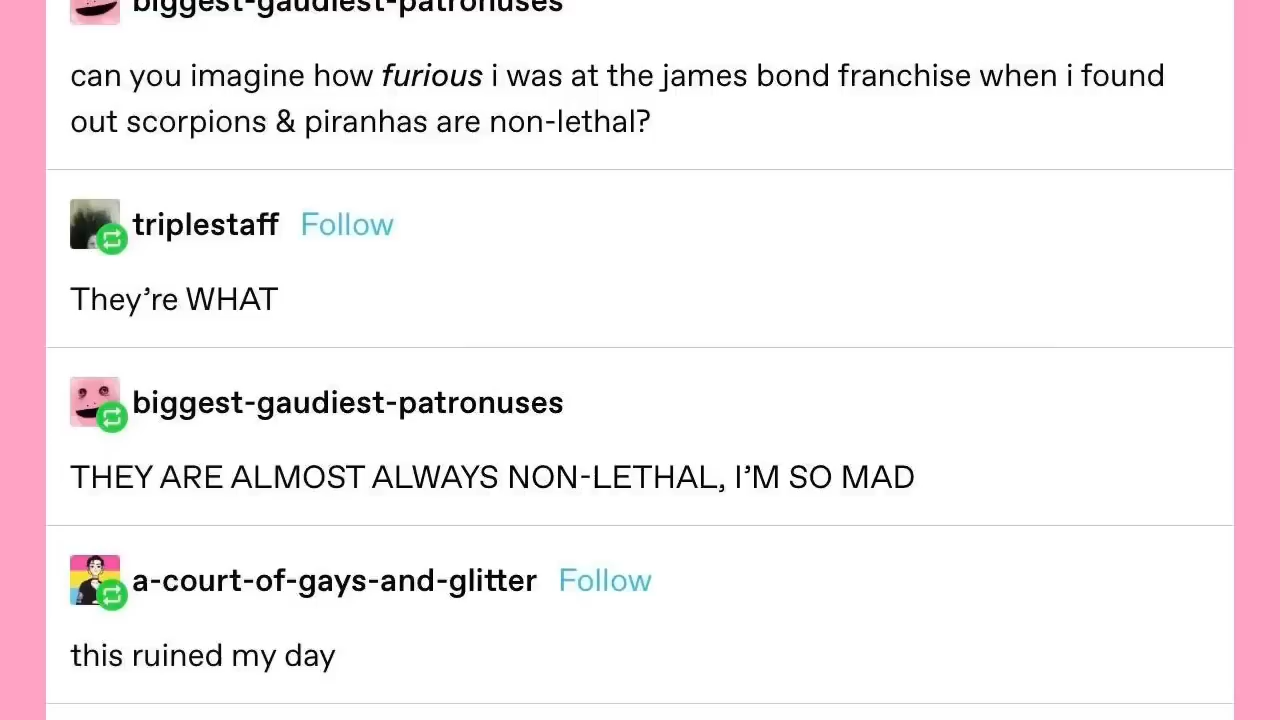 biggest-gaudiest-patronuses
can you imagine how furious i was at the james bond franchise when i found
out scorpions & piranhas are non-lethal?
triplestaff Follow
They’re WHAT
biggest-gaudiest-patronuses
THEY ARE ALMOST ALWAYS NON-LETHAL, I’M SO MAD
a-court-of-gays-and-glitter Follow
this ruined my day